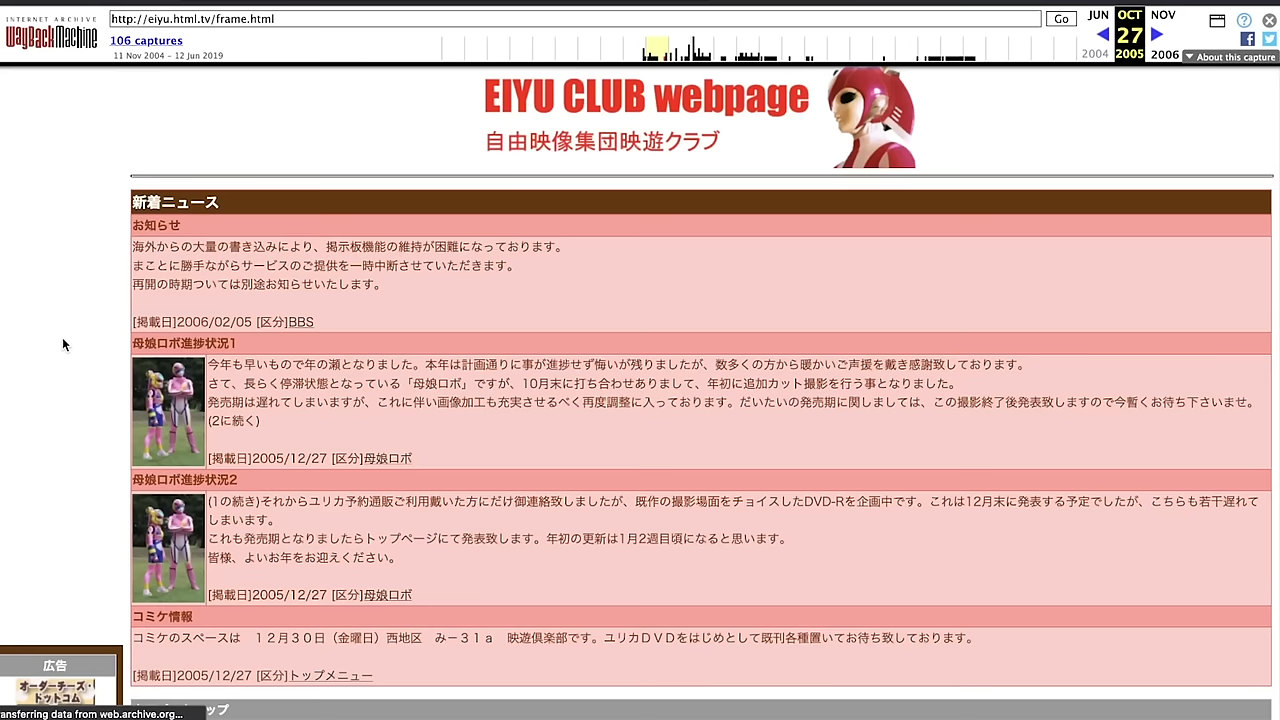 INTERNET ARCHIVE
WayBackMachine
http://eiyu.html.tv/frame.html
Go
JUN
OCT
NOV
106 captures
27
11 Nov 2004 - 12 Jun 2019
2004
2005
2006
About this capture
EIYU CLUB webpage
自由映像集団映遊クラブ
新着ニュース
お知らせ
海外からの大量の書き込みにより、掲示板機能の維持が困難になっております。
まことに勝手ながらサービスのご提供を一時中断させていただきます。
再開の時期ついては別途お知らせいたします。
[掲載日]2006/02/05 [区分]BBS
母娘ロボ進捗状況1
今年も早いもので年の瀬となりました。本年は計画通りに事が進捗せず悔いが残りましたが、数多くの方から暖かいご声援を戴き感謝致しております。
さて、長らく停滞状態となっている「母娘ロボ」ですが、10月末に打ち合わせありまして、年初に追加カット撮影を行う事となりました。
発売期は遅れてしまいますが、これに伴い画像加工も充実させるべく再度調整に入っております。だいたいの発売期に関しましては、この撮影終了後発表致しますので今暫くお待ち下さいませ。
(2に続く)
[掲載日]2005/12/27 [区分]母娘ロボ
母娘ロボ進捗状況2
(1の続き)それからユリカ予約通販ご利用戴いた方にだけ御連絡致しましたが、既作の撮影場面をチョイスしたDVD-Rを企画中です。これは12月末に発表する予定でしたが、こちらも若干遅れて
しまいます。
これも発売期となりましたらトップページにて発表致します。年初の更新は1月2週目頃になると思います。
皆様、よいお年をお迎えください。
[掲載日]2005/12/27 [区分]母娘ロボ
コミケ情報
コミケのスペースは　１２月３０日（金曜日）西地区　み－３１ａ　映遊倶楽部です。ユリカＤＶＤをはじめとして既刊各種置いてお待ち致しております。
[掲載日]2005/12/27 [区分]トップメニュー
広告
オーダーチーズ・
ドットコム
ansferring data from web.archive.org...